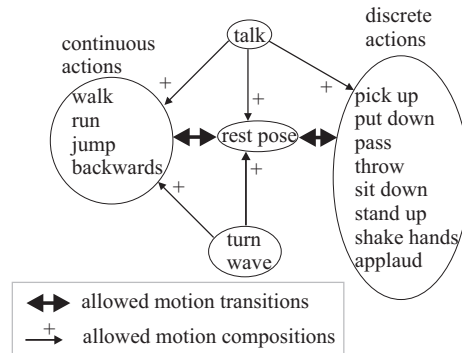 continuous
actions
talk
discrete
actions
+
+
+
walk
run
jump
backwards
rest pose
pick up
put down
pass
throw
sit down
stand up
shake hands
applaud
+
+
turn
wave
allowed motion transitions
+
allowed motion compositions